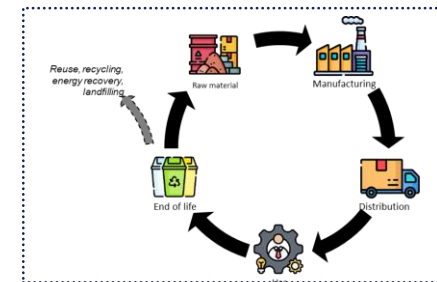 Reuse, recycling,
energy recovery,
landfilling
Raw material
Manufacturing
End of life
Distribution